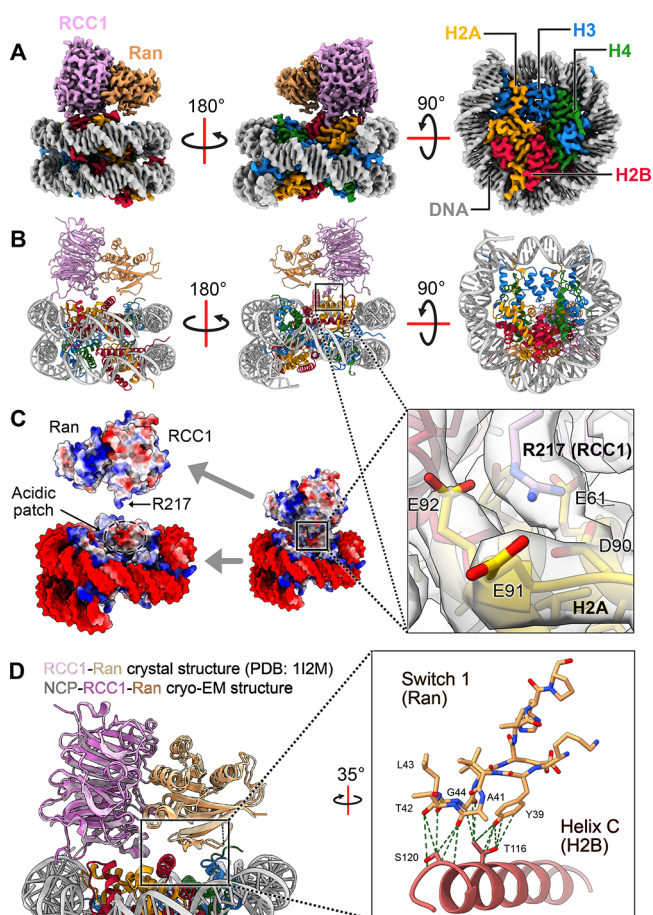 A
RCC1
Ran
180°
90°
H2A
H3
H4
H2B
DNA
B
180°
90°
C
Ran
RCC1
R217
Acidic
patch
R217 (RCC1)
E92
E61
D90
E91
H2A
D
RCC1-Ran crystal structure (PDB: 1I2M)
NCP-RCC1-Ran cryo-EM structure
35°
Switch 1
(Ran)
L43
G44
A41
T42
Y39
Helix C
(H2B)
S120
T116